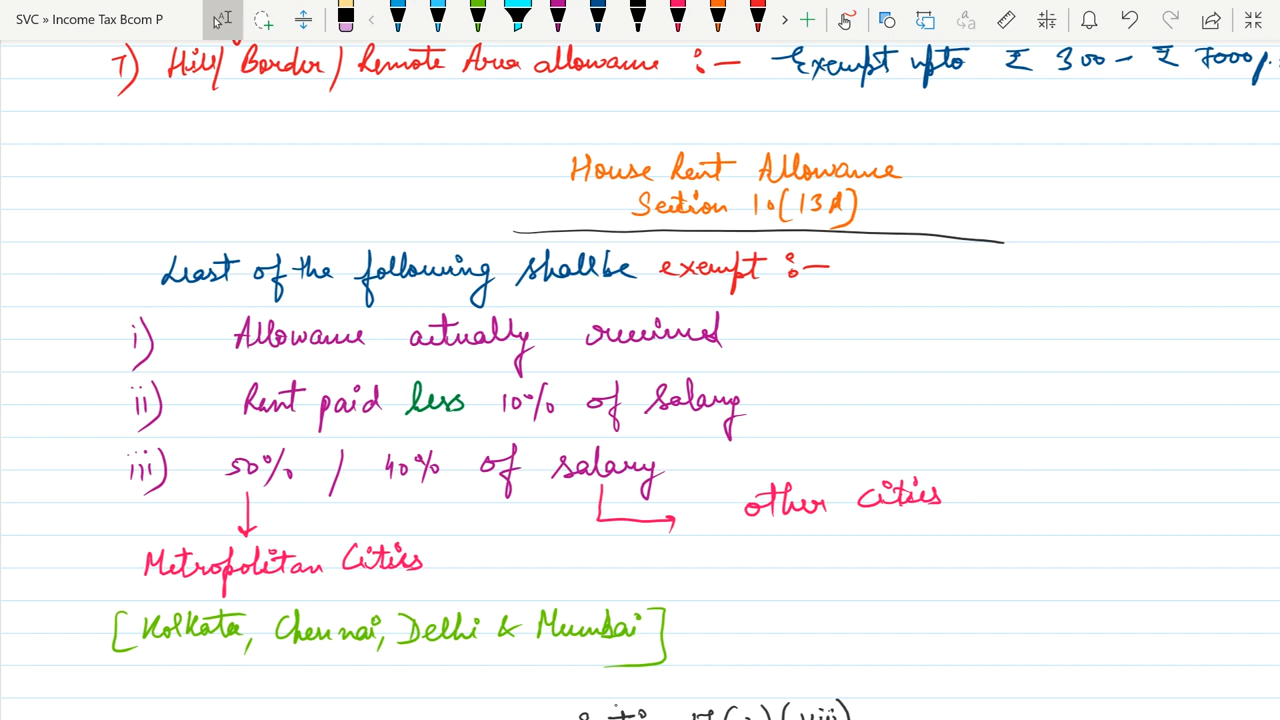 SVC » Income Tax Bcom P
7) Hill/ Border/ Remote Area allowance :- Exempt upto ₹ 300 - ₹ 7000/.
House Rent Allowance
Section 10(13A)
Least of the following shall be exempt :-
i) Allowance actually received
ii) Rent paid less 10% of Salary
iii) 50% / 40% of salary
other cities
Metropolitan Cities
[Kolkata, Chennai, Delhi & Mumbai]
(viii)